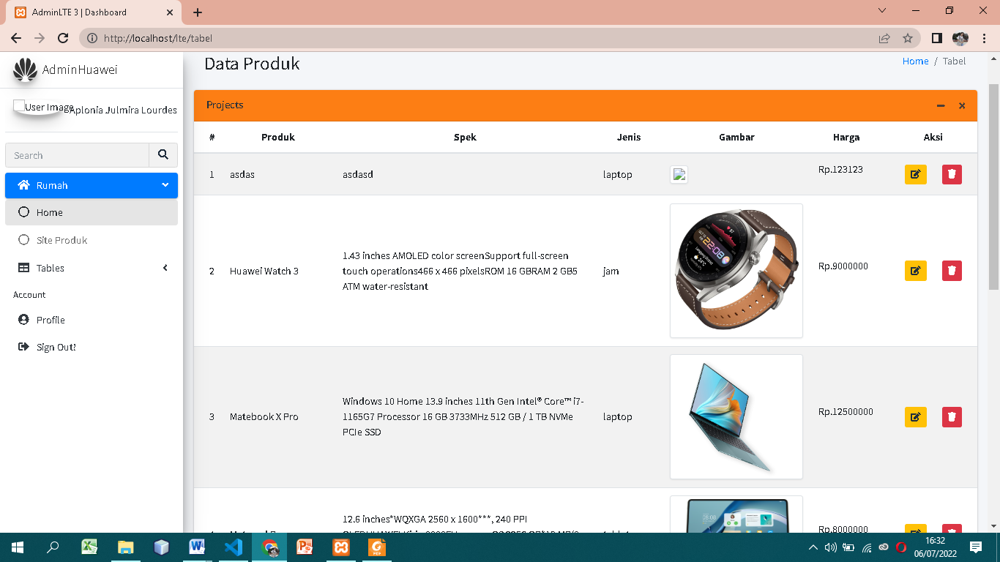 AdminLTE 3 | Dashboard
http://localhost/lte/tabel
AdminHuawei
User Image
Aplonia Julmira Lourdes
Search
Rumah
Home
Site Produk
Tables
Account
Profile
Sign Out!
Data Produk
Home / Tabel
Projects
# Produk Spek Jenis Gambar Harga Aksi
1 asdas asdasd laptop Rp.123123
1.43 inches AMOLED color screenSupport full-screen
2 Huawei Watch 3 touch operations466 x 466 pixelsROM 16 GBRAM 2 GB5 jam Rp.9000000
ATM water-resistant
22:08
Windows 10 Home 13.9 inches 11th Gen Intel® Core™ i7-
3 Matebook X Pro 1165G7 Processor 16 GB 3733MHz 512 GB / 1 TB NVMe laptop Rp.12500000
PCIe SSD
12.6 inches*WQXGA 2560 x 1600***, 240 PPI
08:08
Rp.8000000
16:32
06/07/2022